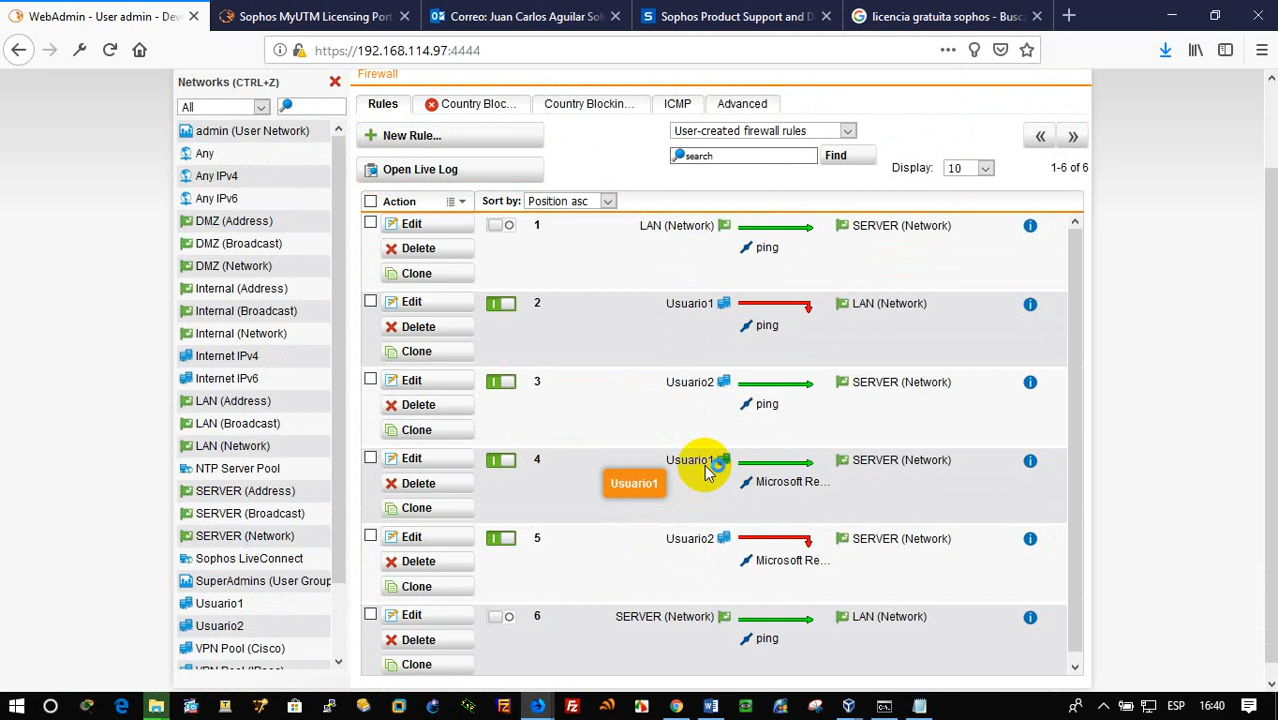 WebAdmin - User admin - Dev
Sophos MyUTM Licensing Port
Correo: Juan Carlos Aguilar Sol
Sophos Product Support and D
licencia gratuita sophos - Busc
https://192.168.114.97:4444
Networks (CTRL+Z)
All
admin (User Network)
Any
Any IPv4
Any IPv6
DMZ (Address)
DMZ (Broadcast)
DMZ (Network)
Internal (Address)
Internal (Broadcast)
Internal (Network)
Internet IPv4
Internet IPv6
LAN (Address)
LAN (Broadcast)
LAN (Network)
NTP Server Pool
SERVER (Address)
SERVER (Broadcast)
SERVER (Network)
Sophos LiveConnect
SuperAdmins (User Group
Usuario1
Usuario2
VPN Pool (Cisco)
VPN Pool (IPsec)
Firewall
Rules
Country Bloc...
Country Blockin...
ICMP
Advanced
New Rule...
Open Live Log
User-created firewall rules
search
Find
Display: 10
1-6 of 6
Action
Sort by: Position asc
Edit
Delete
Clone
1
LAN (Network)
ping
SERVER (Network)
Edit
Delete
Clone
2
Usuario1
ping
LAN (Network)
Edit
Delete
Clone
3
Usuario2
ping
SERVER (Network)
Edit
Delete
Clone
4
Usuario1
Usuario1
Microsoft Re...
SERVER (Network)
Edit
Delete
Clone
5
Usuario2
Microsoft Re...
SERVER (Network)
Edit
Delete
Clone
6
SERVER (Network)
ping
LAN (Network)
ESP
16:40